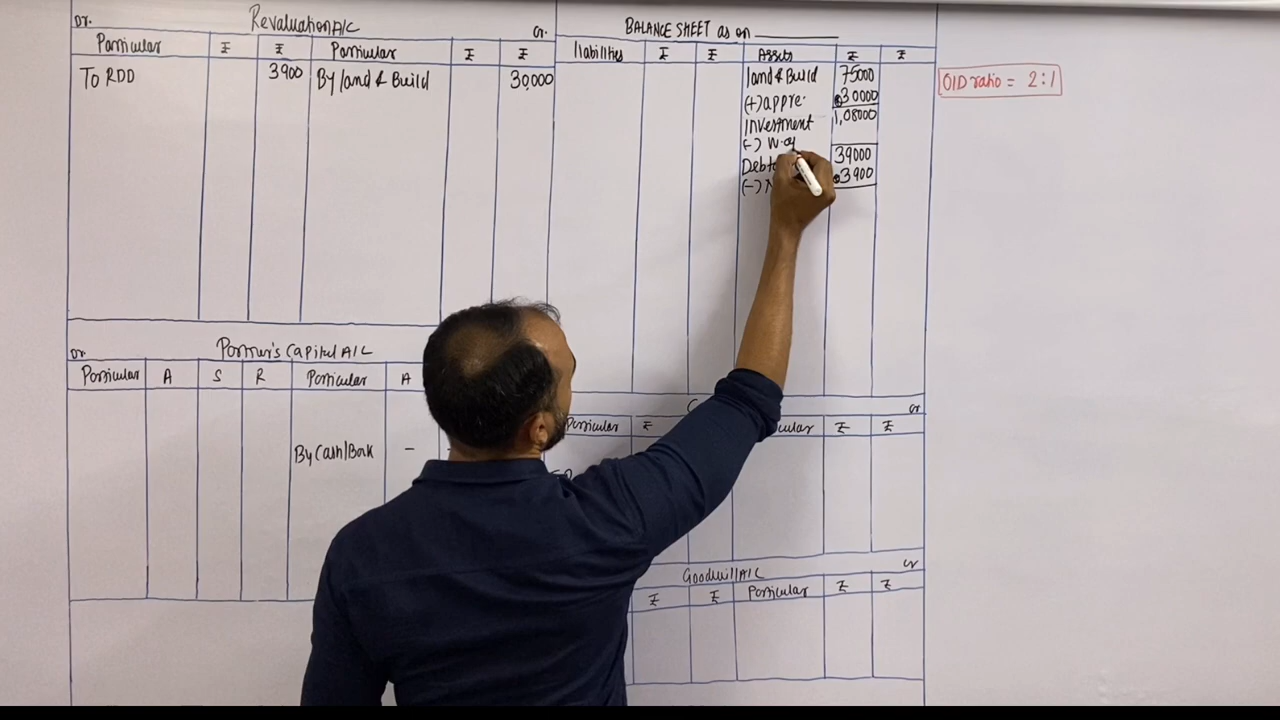 Dr. Revaluation A/C Cr.
Particular ₹ ₹ Particular ₹ ₹
To RDD 3900 By land & Build 30,000
BALANCE SHEET as on
liabilities ₹ ₹ Assets ₹ ₹
land & Build 75000
(+) appre. 30000
Investment 1,08000
(-) W.of
39000
(-) 3900
OLD ratio = 2:1
Dr. Partner's Capital A/C
Particular A S R Particular A
By Cash/Bank -
Cr
Particular ₹ ₹ ₹
Goodwill A/C Cr
₹ ₹ Particular ₹ ₹